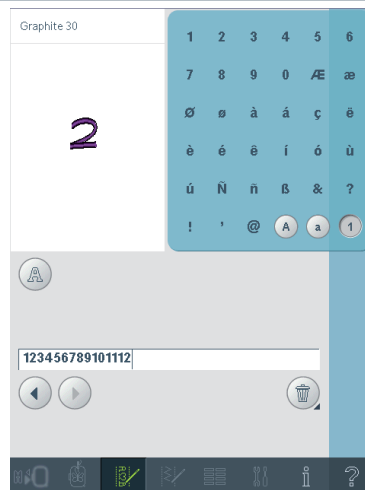 Graphite 30
1 2 3 4 5 6
7 8 9 0 Æ æ
Ø ø à á ç ë
è é ê í ó ù
ú Ñ ñ ß & ?
! ' @ A a 1
2
A
123456789101112
i ?